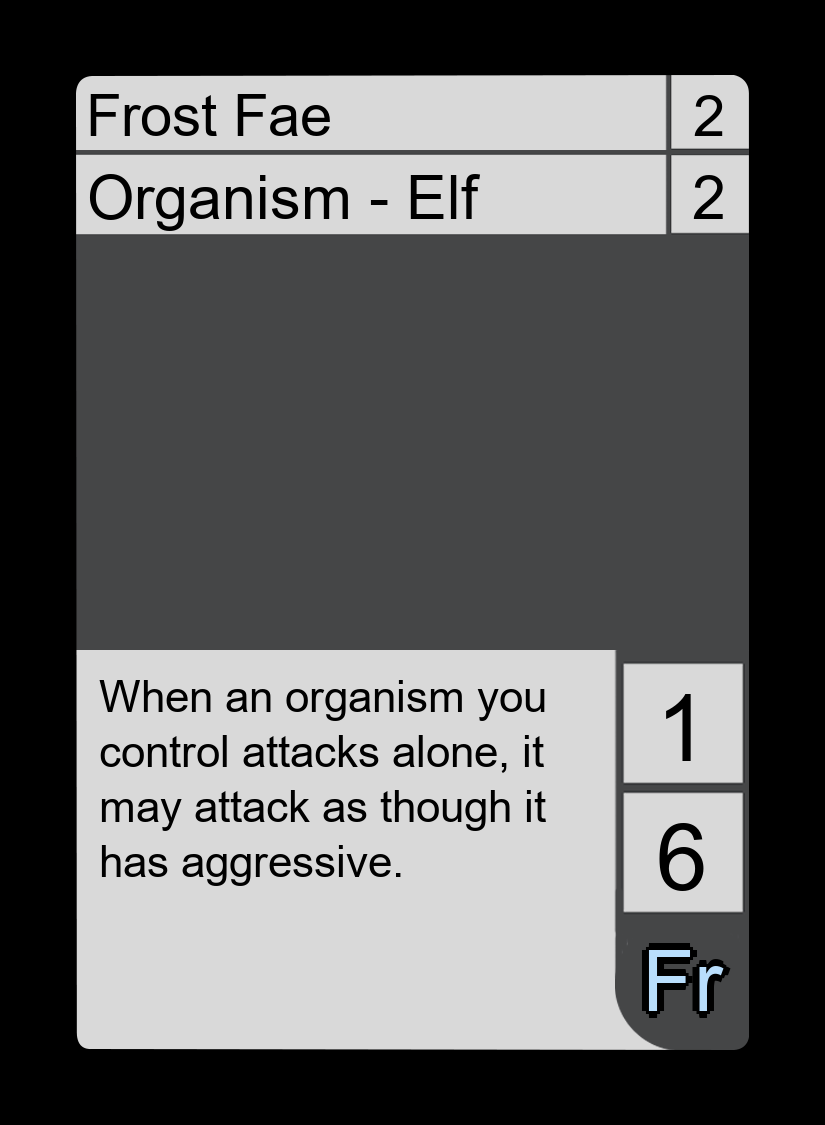 Frost Fae 2
Organism - Elf 2
When an organism you
control attacks alone, it
may attack as though it
has aggressive.
1
6
Fr